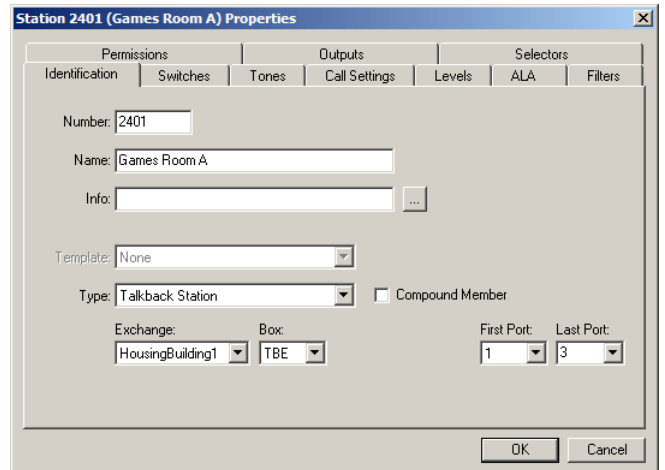 Station 2401 (Games Room A) Properties
Permissions Outputs Selectors
Identification Switches Tones Call Settings Levels ALA Filters
Number: 2401
Name: Games Room A
Info: ...
Template: None
Type: Talkback Station Compound Member
Exchange: Box: First Port: Last Port:
HousingBuilding1 TBE 1 3
OK Cancel